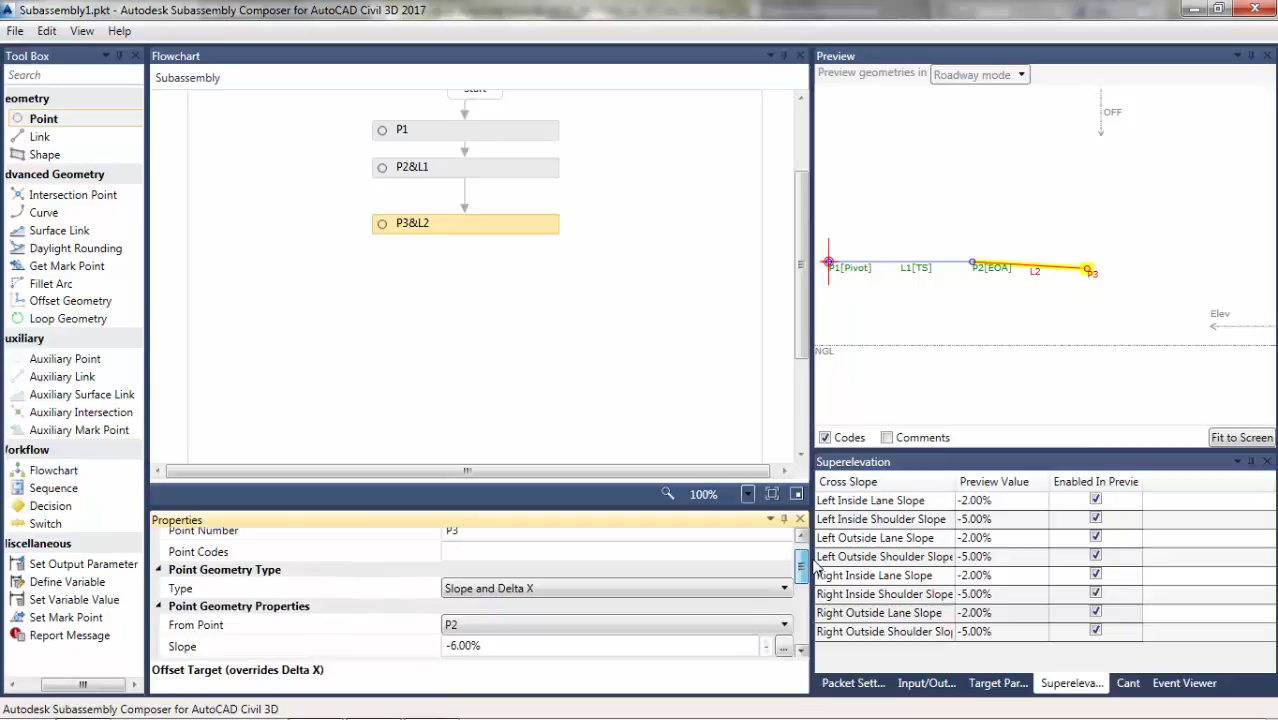 Subassembly1.pkt - Autodesk Subassembly Composer for AutoCAD Civil 3D 2017
File Edit View Help
Tool Box
Search
eometry
Point
Link
Shape
dvanced Geometry
Intersection Point
Curve
Surface Link
Daylight Rounding
Get Mark Point
Fillet Arc
Offset Geometry
Loop Geometry
uxiliary
Auxiliary Point
Auxiliary Link
Auxiliary Surface Link
Auxiliary Intersection
Auxiliary Mark Point
/orkflow
Flowchart
Sequence
Decision
Switch
liscellaneous
Set Output Parameter
Define Variable
Set Variable Value
Set Mark Point
Report Message
Flowchart
Subassembly
Start
P1
P2&L1
P3&L2
100%
Properties
Point Number P3
Point Codes
Point Geometry Type
Type Slope and Delta X
Point Geometry Properties
From Point P2
Slope -6.00% - ...
Offset Target (overrides Delta X)
Preview
Preview geometries in Roadway mode
OFF
P1[Pivot] L1[TS] P2[EOA] L2 P3
Elev
NGL
Codes Comments Fit to Screen
Superelevation
Cross Slope Preview Value Enabled In Previe
Left Inside Lane Slope -2.00%
Left Inside Shoulder Slope -5.00%
Left Outside Lane Slope -2.00%
Left Outside Shoulder Slope -5.00%
Right Inside Lane Slope -2.00%
Right Inside Shoulder Slope -5.00%
Right Outside Lane Slope -2.00%
Right Outside Shoulder Slop -5.00%
Packet Sett... Input/Out... Target Par... Supereleva... Cant Event Viewer
Autodesk Subassembly Composer for AutoCAD Civil 3D